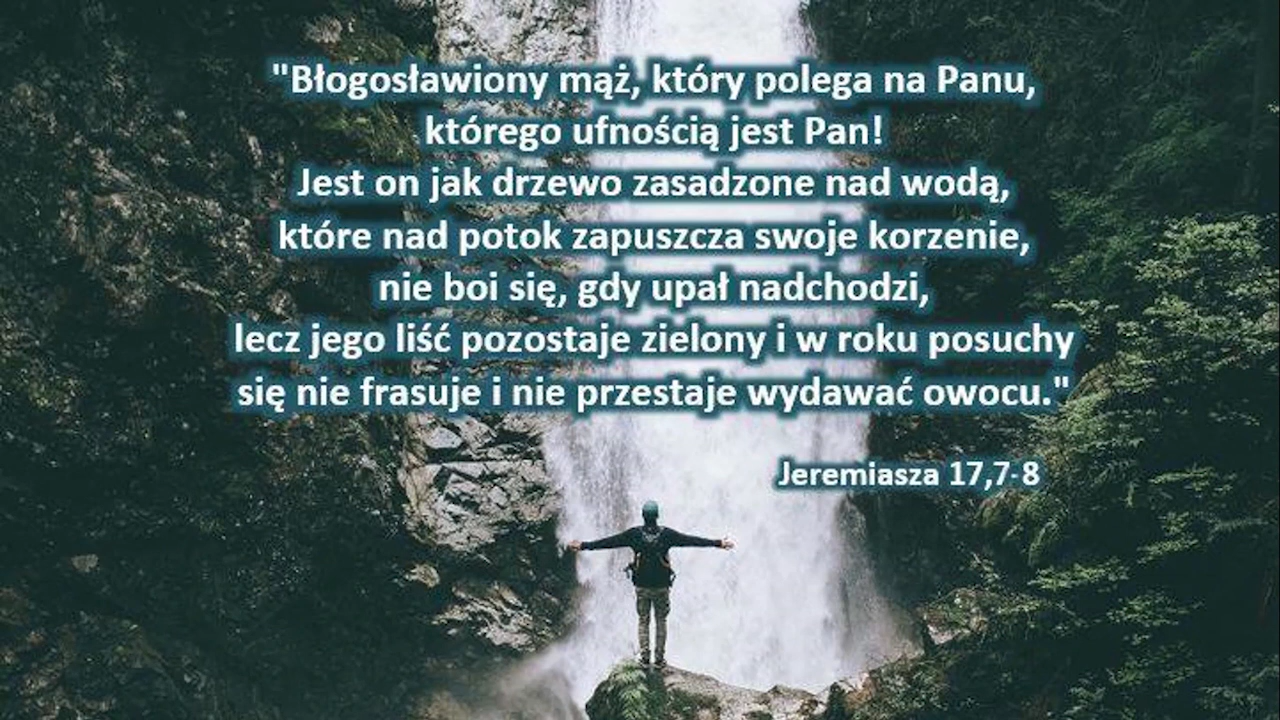 "Błogosławiony mąż, który polega na Panu,
którego ufnością jest Pan!
Jest on jak drzewo zasadzone nad wodą,
które nad potok zapuszcza swoje korzenie,
nie boi się, gdy upał nadchodzi,
lecz jego liść pozostaje zielony i w roku posuchy
się nie frasuje i nie przestaje wydawać owocu."
Jeremiasza 17,7-8